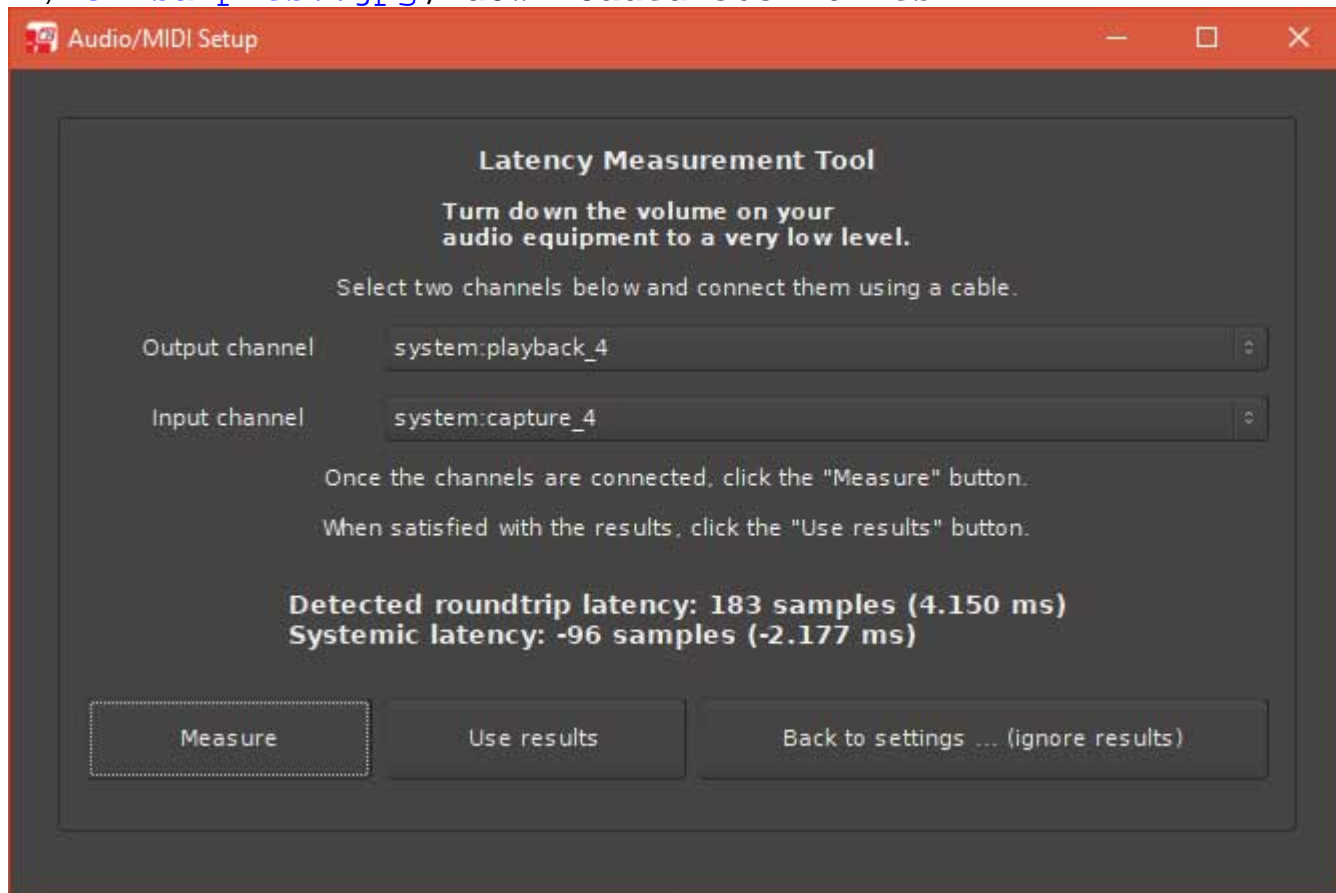 Audio/MIDI Setup
Latency Measurement Tool
Turn down the volume on your
audio equipment to a very low level.
Select two channels below and connect them using a cable.
Output channel system:playback_4
Input channel system:capture_4
Once the channels are connected, click the "Measure" button.
When satisfied with the results, click the "Use results" button.
Detected roundtrip latency: 183 samples (4.150 ms)
Systemic latency: -96 samples (-2.177 ms)
Measure Use results Back to settings ... (ignore results)